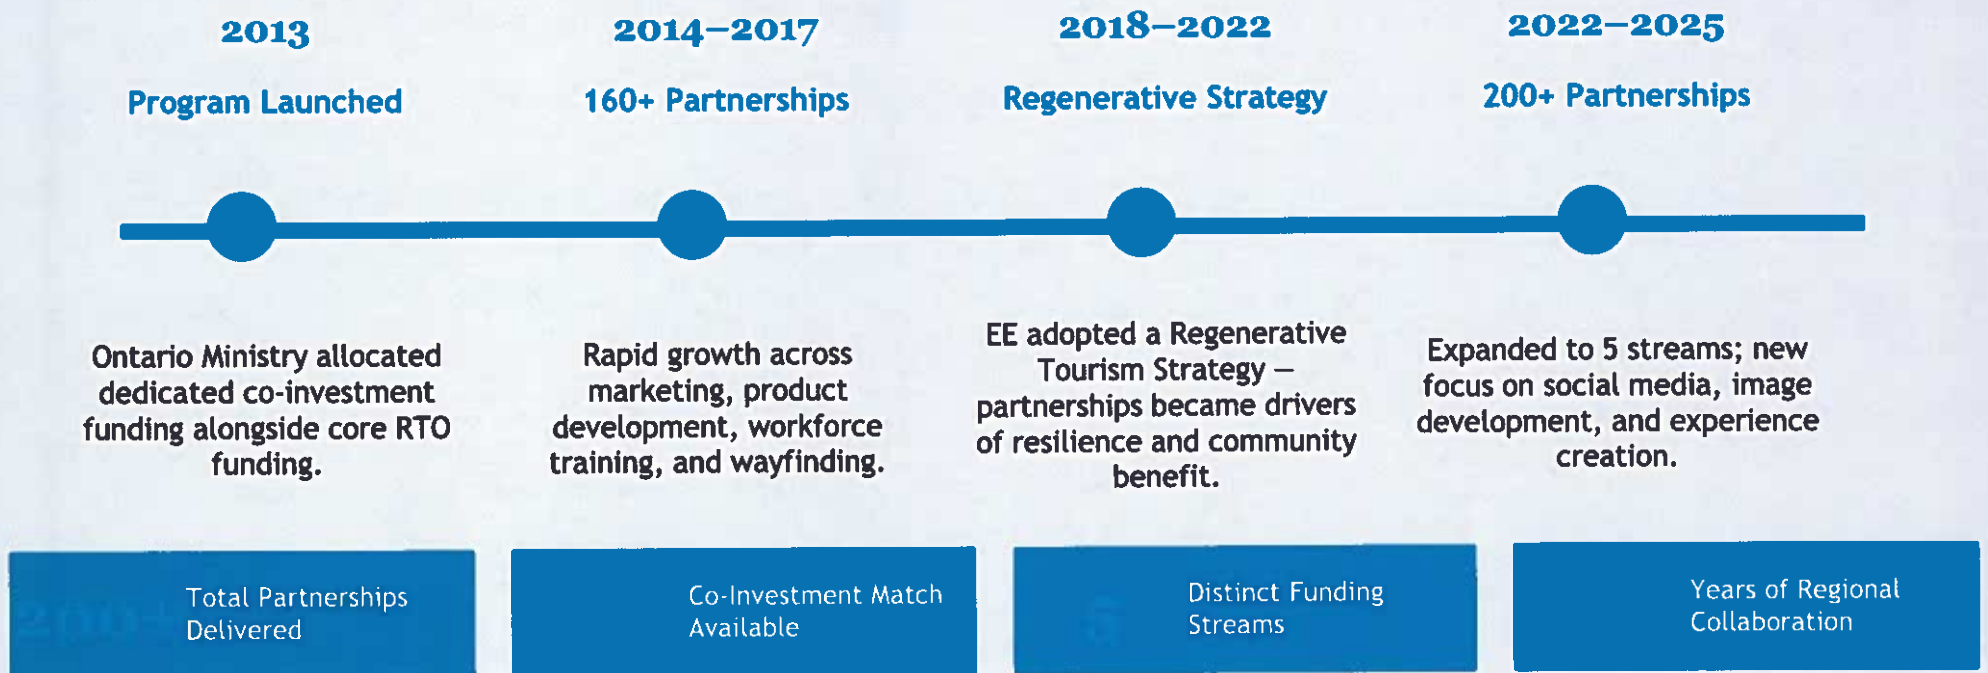 2013
Program Launched
Ontario Ministry allocated
dedicated co-investment
funding alongside core RTO
funding.
2014–2017
160+ Partnerships
Rapid growth across
marketing, product
development, workforce
training, and wayfinding.
2018–2022
Regenerative Strategy
EE adopted a Regenerative
Tourism Strategy —
partnerships became drivers
of resilience and community
benefit.
2022–2025
200+ Partnerships
Expanded to 5 streams; new
focus on social media, image
development, and experience
creation.
200+
Total Partnerships
Delivered
Co-Investment Match
Available
5
Distinct Funding
Streams
Years of Regional
Collaboration